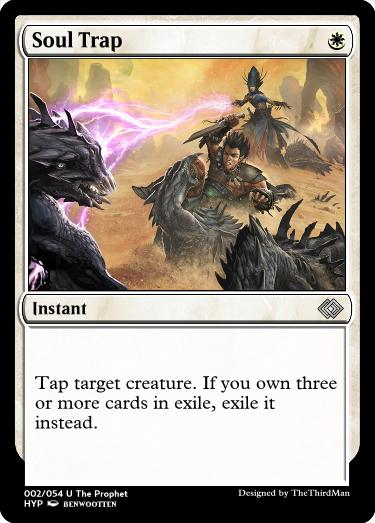 Soul Trap
Instant
Tap target creature. If you own three
or more cards in exile, exile it
instead.
002/054 U The Prophet
Designed by TheThirdMan
HYP BENWOOTTEN